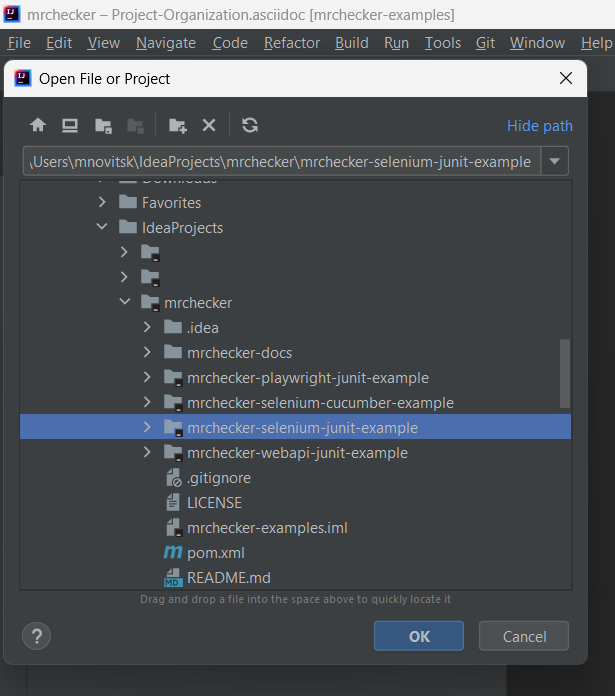 mrchecker – Project-Organization.asciidoc [mrchecker-examples]
File Edit View Navigate Code Refactor Build Run Tools Git Window Help
Open File or Project
Hide path
\Users\mnovitsk\IdeaProjects\mrchecker\mrchecker-selenium-junit-example
Downloads
Favorites
IdeaProjects
mrchecker
.idea
mrchecker-docs
mrchecker-playwright-junit-example
mrchecker-selenium-cucumber-example
mrchecker-selenium-junit-example
mrchecker-webapi-junit-example
.gitignore
LICENSE
mrchecker-examples.iml
pom.xml
README.md
Drag and drop a file into the space above to quickly locate it
? OK Cancel